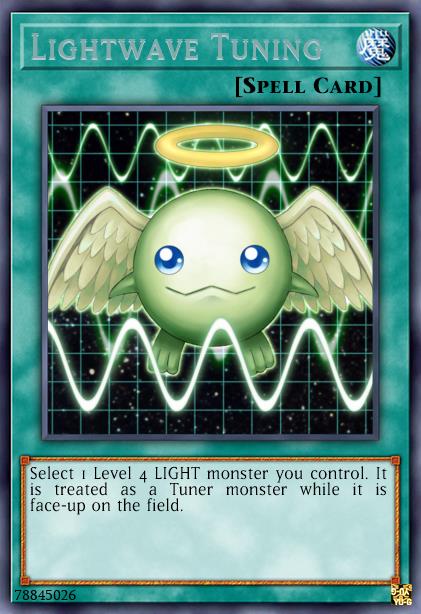 Lightwave Tuning
魔
[Spell Card]
Select 1 Level 4 LIGHT monster you control. It
is treated as a Tuner monster while it is
face-up on the field.
78845026